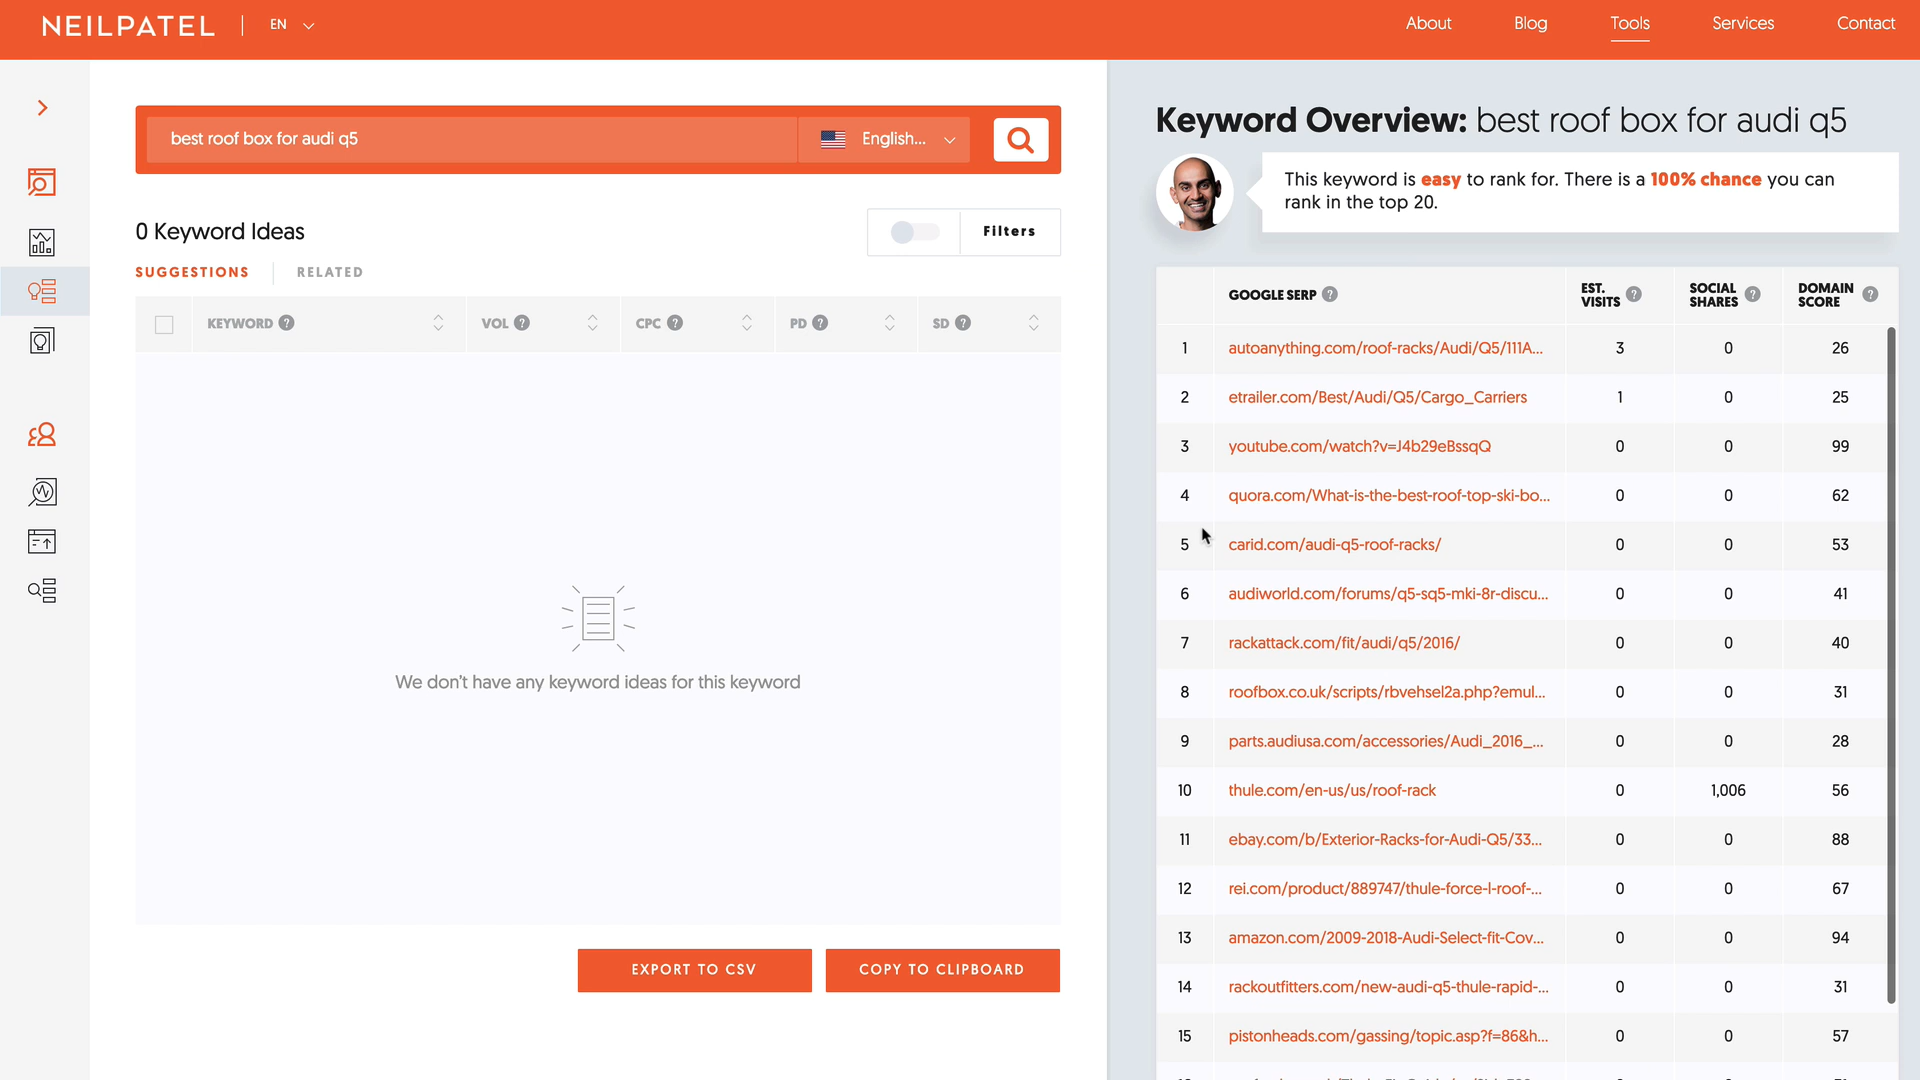 NEILPATEL
EN
About
Blog
Tools
Services
Contact
best roof box for audi q5
English...
0 Keyword Ideas
Filters
SUGGESTIONS
RELATED
KEYWORD ?
VOL ?
CPC ?
PD ?
SD ?
We don't have any keyword ideas for this keyword
EXPORT TO CSV
COPY TO CLIPBOARD
Keyword Overview: best roof box for audi q5
This keyword is easy to rank for. There is a 100% chance you can
rank in the top 20.
GOOGLE SERP ?
EST.
VISITS ?
SOCIAL
SHARES ?
DOMAIN
SCORE ?
1 autoanything.com/roof-racks/Audi/Q5/111A... 3 0 26
2 etrailer.com/Best/Audi/Q5/Cargo_Carriers 1 0 25
3 youtube.com/watch?v=J4b29eBssqQ 0 0 99
4 quora.com/What-is-the-best-roof-top-ski-bo... 0 0 62
5 carid.com/audi-q5-roof-racks/ 0 0 53
6 audiworld.com/forums/q5-sq5-mki-8r-discu... 0 0 41
7 rackattack.com/fit/audi/q5/2016/ 0 0 40
8 roofbox.co.uk/scripts/rbvehsel2a.php?emul... 0 0 31
9 parts.audiusa.com/accessories/Audi_2016_... 0 0 28
10 thule.com/en-us/us/roof-rack 0 1,006 56
11 ebay.com/b/Exterior-Racks-for-Audi-Q5/33... 0 0 88
12 rei.com/product/889747/thule-force-l-roof-... 0 0 67
13 amazon.com/2009-2018-Audi-Select-fit-Cov... 0 0 94
14 rackoutfitters.com/new-audi-q5-thule-rapid-... 0 0 31
15 pistonheads.com/gassing/topic.asp?f=86&h... 0 0 57